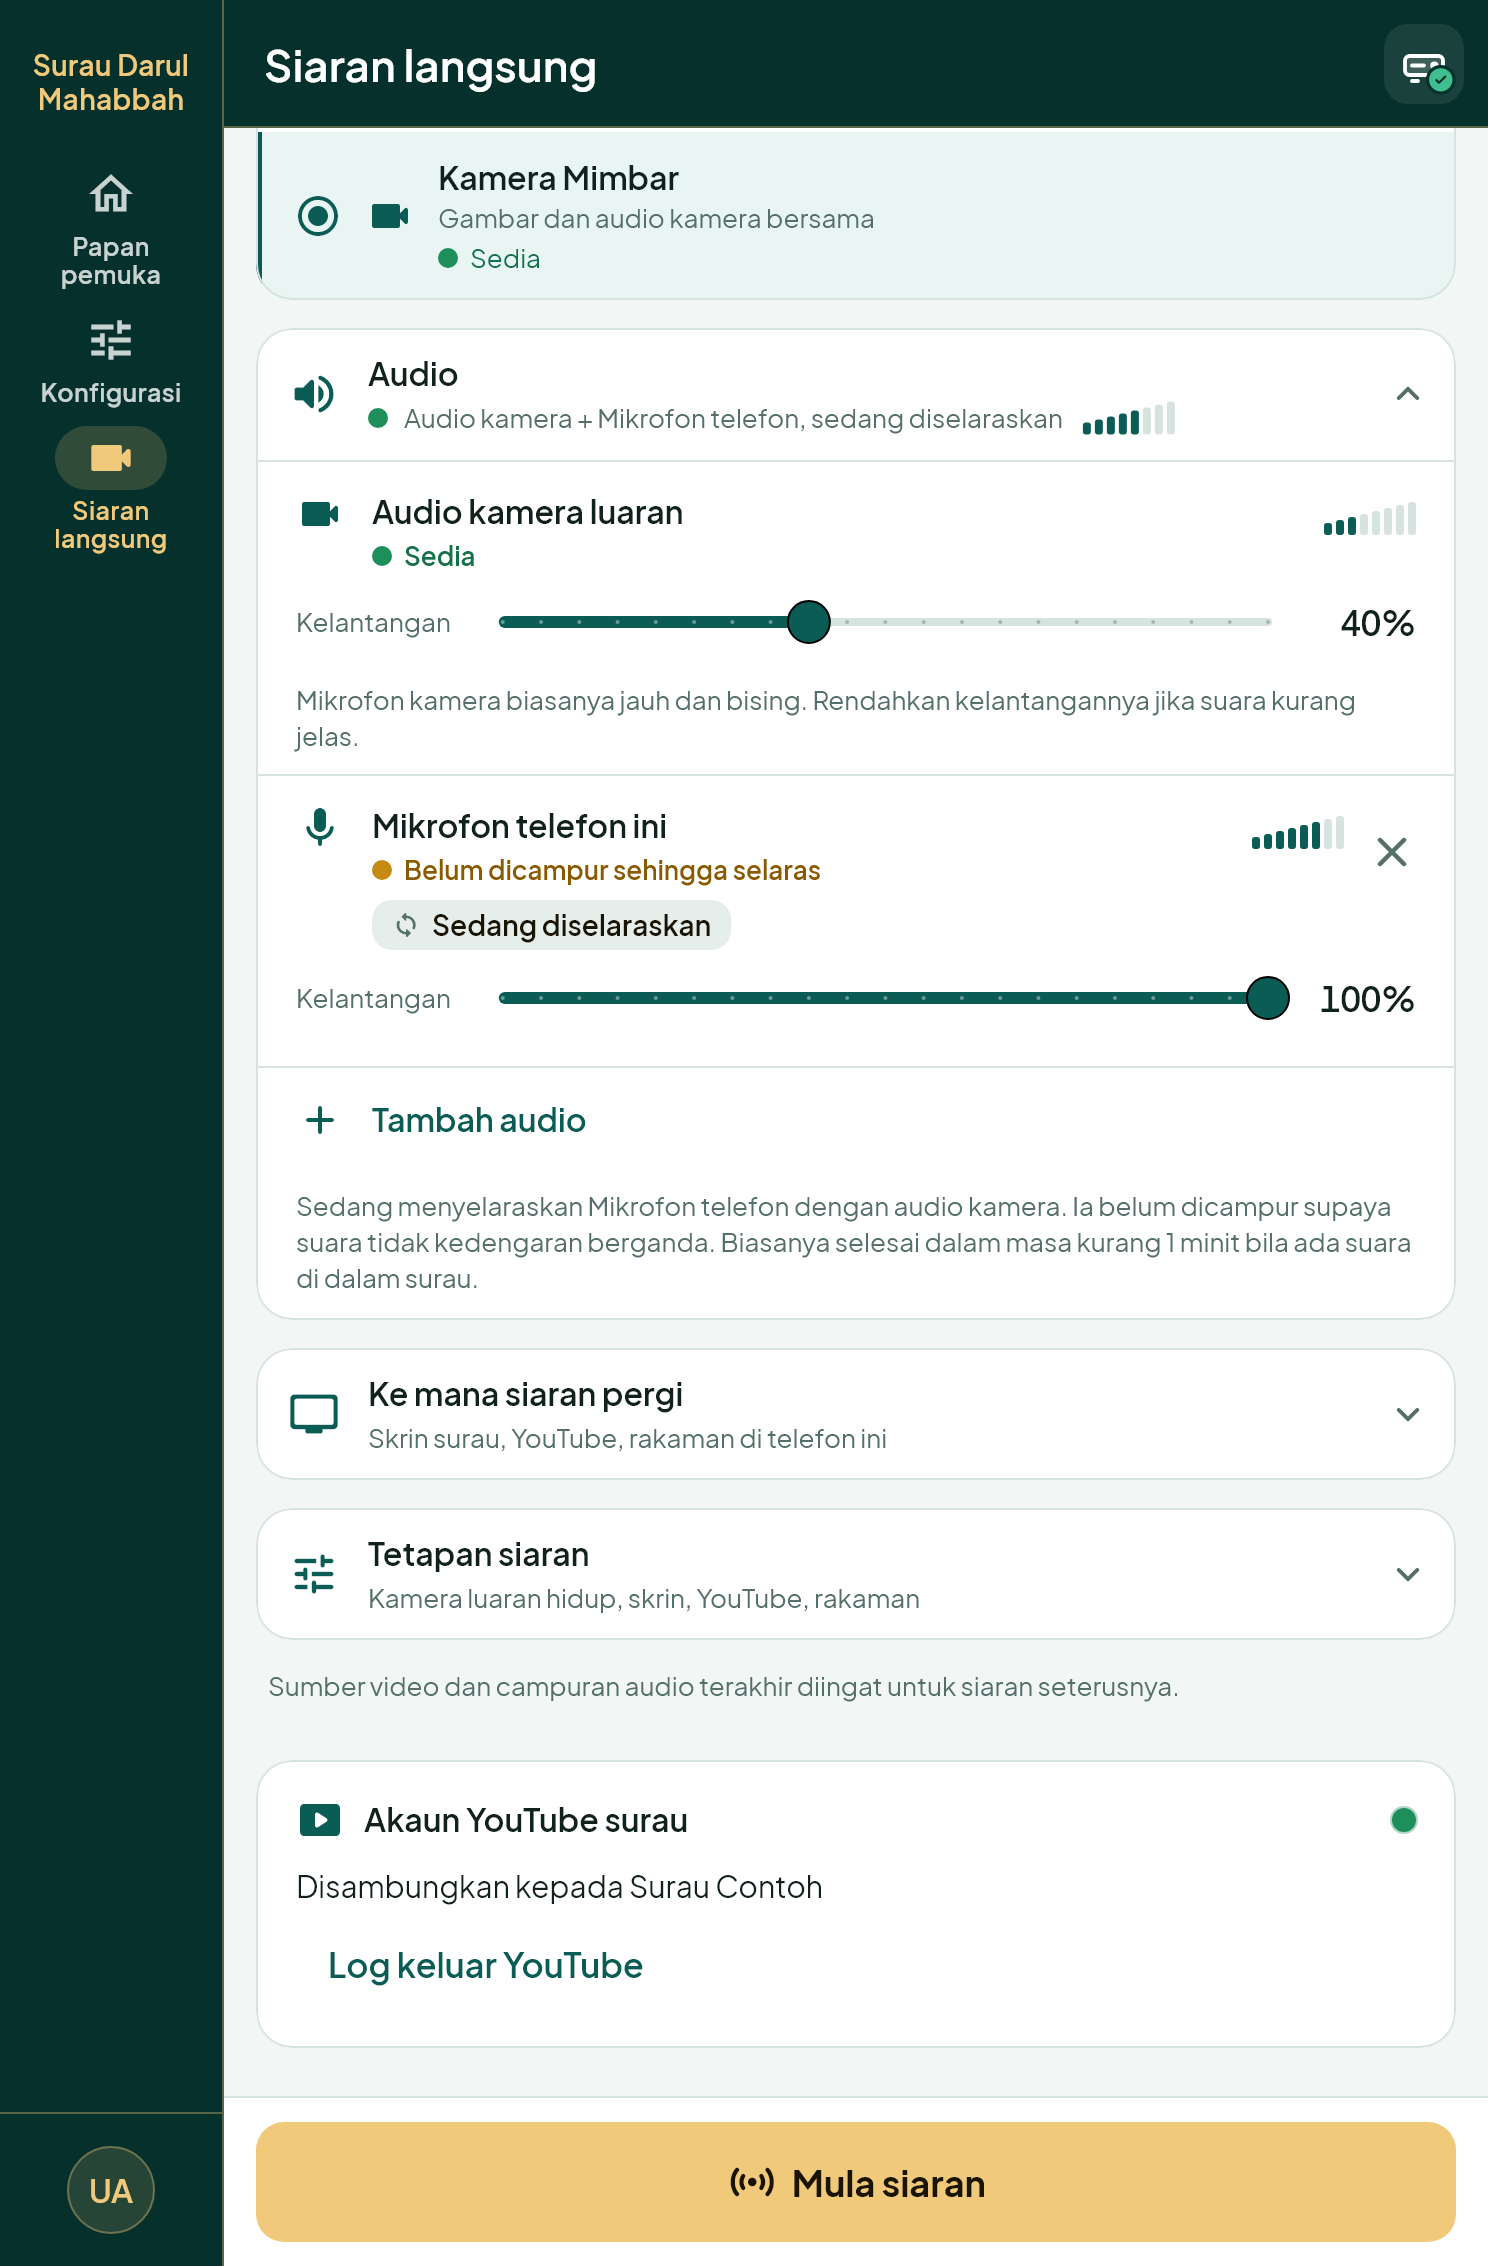 Surau Darul
Mahabbah
Papan
pemuka
Konfigurasi
Siaran
langsung
UA
Siaran langsung
Kamera Mimbar
Gambar dan audio kamera bersama
Sedia
Audio
Audio kamera + Mikrofon telefon, sedang diselaraskan
Audio kamera luaran
Sedia
Kelantangan
40%
Mikrofon kamera biasanya jauh dan bising. Rendahkan kelantangannya jika suara kurang
jelas.
Mikrofon telefon ini
Belum dicampur sehingga selaras
Sedang diselaraskan
Kelantangan
100%
Tambah audio
Sedang menyelaraskan Mikrofon telefon dengan audio kamera. Ia belum dicampur supaya
suara tidak kedengaran berganda. Biasanya selesai dalam masa kurang 1 minit bila ada suara
di dalam surau.
Ke mana siaran pergi
Skrin surau, YouTube, rakaman di telefon ini
Tetapan siaran
Kamera luaran hidup, skrin, YouTube, rakaman
Sumber video dan campuran audio terakhir diingat untuk siaran seterusnya.
Akaun YouTube surau
Disambungkan kepada Surau Contoh
Log keluar YouTube
Mula siaran